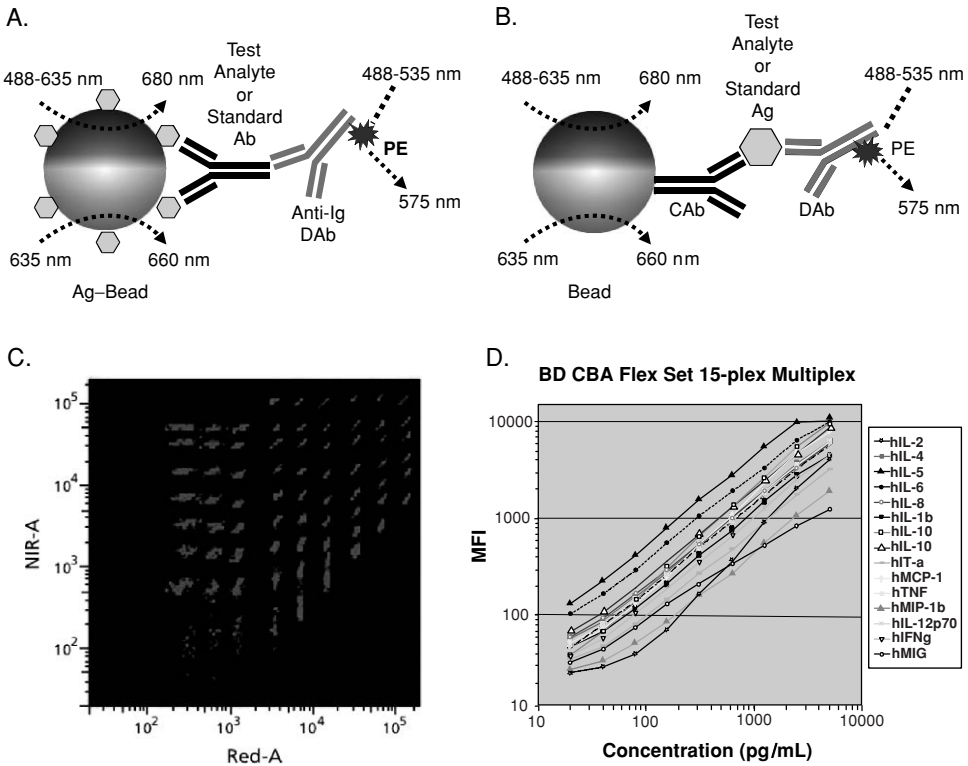 A.
488-635 nm
680 nm
Test
Analyte
or
Standard
Ab
488-535 nm
PE
575 nm
Anti-Ig
DAb
635 nm
660 nm
Ag–Bead
B.
488-635 nm
680 nm
Test
Analyte
or
Standard
Ag
488-535 nm
PE
575 nm
CAb
DAb
635 nm
660 nm
Bead
C.
NIR-A
10^5
10^4
10^3
10^2
10^2
10^3
10^4
10^5
Red-A
D.
BD CBA Flex Set 15-plex Multiplex
MFI
10000
1000
100
10
10
100
1000
10000
Concentration (pg/mL)
hIL-2
hIL-4
hIL-5
hIL-6
hIL-8
hIL-1b
hIL-10
hIL-10
hIT-a
hMCP-1
hTNF
hMIP-1b
hIL-12p70
hIFNg
hMIG